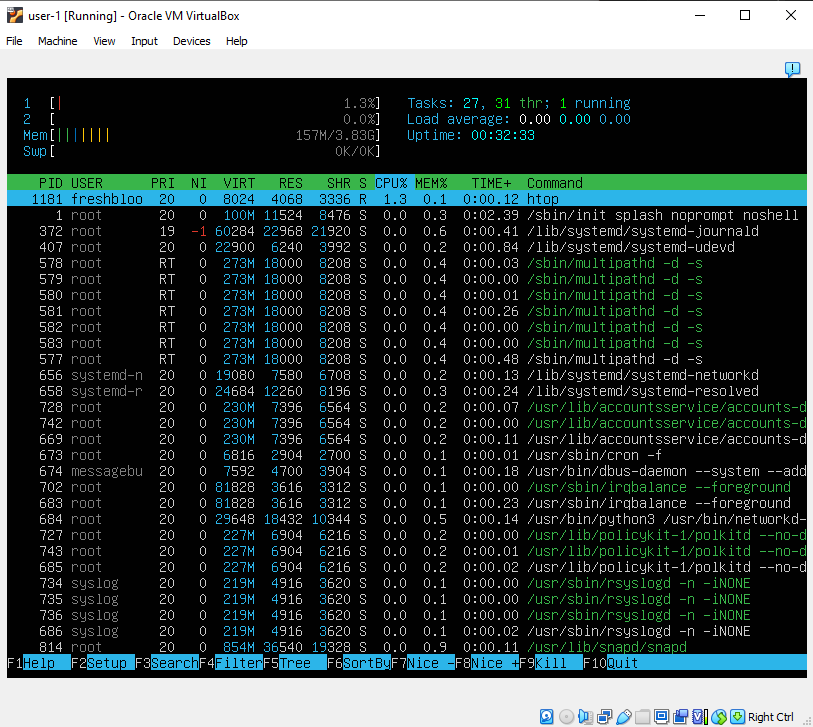 user-1 [Running] - Oracle VM VirtualBox
File Machine View Input Devices Help
1 [| 1.3%] Tasks: 27, 31 thr; 1 running
2 [ 0.0%] Load average: 0.00 0.00 0.00
Mem[||||||| 157M/3.83G] Uptime: 00:32:33
Swp[ 0K/0K]
PID USER PRI NI VIRT RES SHR S CPU% MEM% TIME+ Command
1181 freshbloo 20 0 8024 4068 3336 R 1.3 0.1 0:00.12 htop
1 root 20 0 100M 11524 8476 S 0.0 0.3 0:02.39 /sbin/init splash noprompt noshell
372 root 19 -1 60284 22968 21920 S 0.0 0.6 0:00.41 /lib/systemd/systemd-journald
407 root 20 0 22900 6240 3992 S 0.0 0.2 0:00.84 /lib/systemd/systemd-udevd
578 root RT 0 273M 18000 8208 S 0.0 0.4 0:00.03 /sbin/multipathd -d -s
579 root RT 0 273M 18000 8208 S 0.0 0.4 0:00.00 /sbin/multipathd -d -s
580 root RT 0 273M 18000 8208 S 0.0 0.4 0:00.01 /sbin/multipathd -d -s
581 root RT 0 273M 18000 8208 S 0.0 0.4 0:00.26 /sbin/multipathd -d -s
582 root RT 0 273M 18000 8208 S 0.0 0.4 0:00.00 /sbin/multipathd -d -s
583 root RT 0 273M 18000 8208 S 0.0 0.4 0:00.00 /sbin/multipathd -d -s
577 root RT 0 273M 18000 8208 S 0.0 0.4 0:00.48 /sbin/multipathd -d -s
656 systemd-n 20 0 19080 7580 6708 S 0.0 0.2 0:00.13 /lib/systemd/systemd-networkd
658 systemd-r 20 0 24684 12260 8196 S 0.0 0.3 0:00.24 /lib/systemd/systemd-resolved
728 root 20 0 230M 7396 6564 S 0.0 0.2 0:00.07 /usr/lib/accountsservice/accounts-d
742 root 20 0 230M 7396 6564 S 0.0 0.2 0:00.00 /usr/lib/accountsservice/accounts-d
669 root 20 0 230M 7396 6564 S 0.0 0.2 0:00.11 /usr/lib/accountsservice/accounts-d
673 root 20 0 6816 2904 2700 S 0.0 0.1 0:00.01 /usr/sbin/cron -f
674 messagebu 20 0 7592 4700 3904 S 0.0 0.1 0:00.18 /usr/bin/dbus-daemon --system --add
702 root 20 0 81828 3616 3312 S 0.0 0.1 0:00.00 /usr/sbin/irqbalance --foreground
683 root 20 0 81828 3616 3312 S 0.0 0.1 0:00.23 /usr/sbin/irqbalance --foreground
684 root 20 0 29648 18432 10344 S 0.0 0.5 0:00.14 /usr/bin/python3 /usr/bin/networkd-
727 root 20 0 227M 6904 6216 S 0.0 0.2 0:00.00 /usr/lib/policykit-1/polkitd --no-d
743 root 20 0 227M 6904 6216 S 0.0 0.2 0:00.01 /usr/lib/policykit-1/polkitd --no-d
685 root 20 0 227M 6904 6216 S 0.0 0.2 0:00.02 /usr/lib/policykit-1/polkitd --no-d
734 syslog 20 0 219M 4916 3620 S 0.0 0.1 0:00.00 /usr/sbin/rsyslogd -n -iNONE
735 syslog 20 0 219M 4916 3620 S 0.0 0.1 0:00.00 /usr/sbin/rsyslogd -n -iNONE
736 syslog 20 0 219M 4916 3620 S 0.0 0.1 0:00.00 /usr/sbin/rsyslogd -n -iNONE
686 syslog 20 0 219M 4916 3620 S 0.0 0.1 0:00.02 /usr/sbin/rsyslogd -n -iNONE
814 root 20 0 854M 36540 19328 S 0.0 0.9 0:00.11 /usr/lib/snapd/snapd
F1Help F2Setup F3SearchF4FilterF5Tree F6SortByF7Nice -F8Nice +F9Kill F10Quit
Right Ctrl